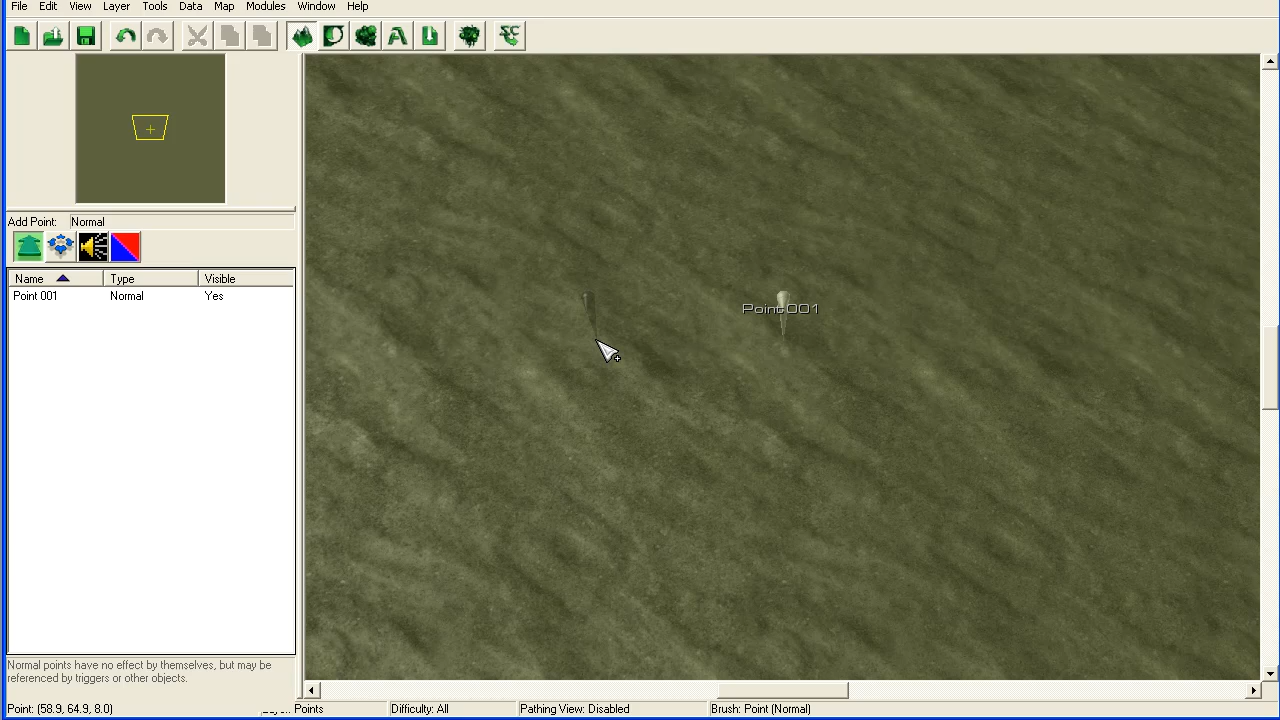 File Edit View Layer Tools Data Map Modules Window Help
Add Point: Normal
Name Type Visible
Point 001 Normal Yes
Point 001
Normal points have no effect by themselves, but may be
referenced by triggers or other objects.
Point: (58.9, 64.9, 8.0) Points Difficulty: All Pathing View: Disabled Brush: Point (Normal)